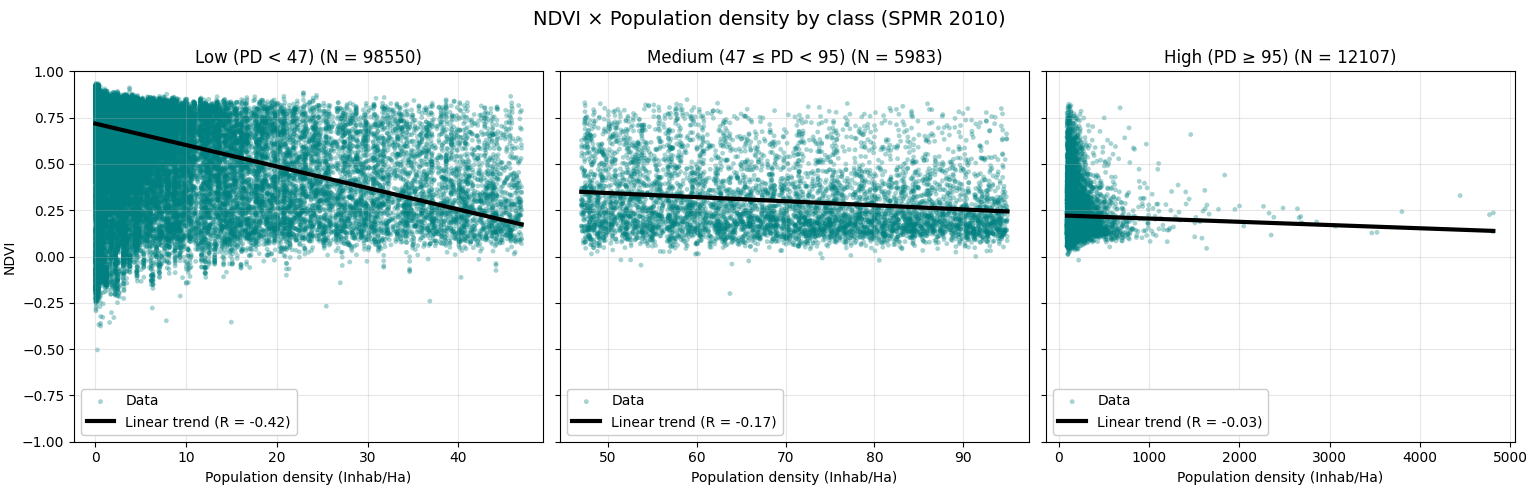 NDVI × Population density by class (SPMR 2010)
Low (PD < 47) (N = 98550)
Medium (47 ≤ PD < 95) (N = 5983)
High (PD ≥ 95) (N = 12107)
NDVI
1.00
0.75
0.50
0.25
0.00
−0.25
−0.50
−0.75
−1.00
Data
Linear trend (R = -0.42)
0 10 20 30 40
Population density (Inhab/Ha)
Data
Linear trend (R = -0.17)
50 60 70 80 90
Population density (Inhab/Ha)
Data
Linear trend (R = -0.03)
0 1000 2000 3000 4000 5000
Population density (Inhab/Ha)